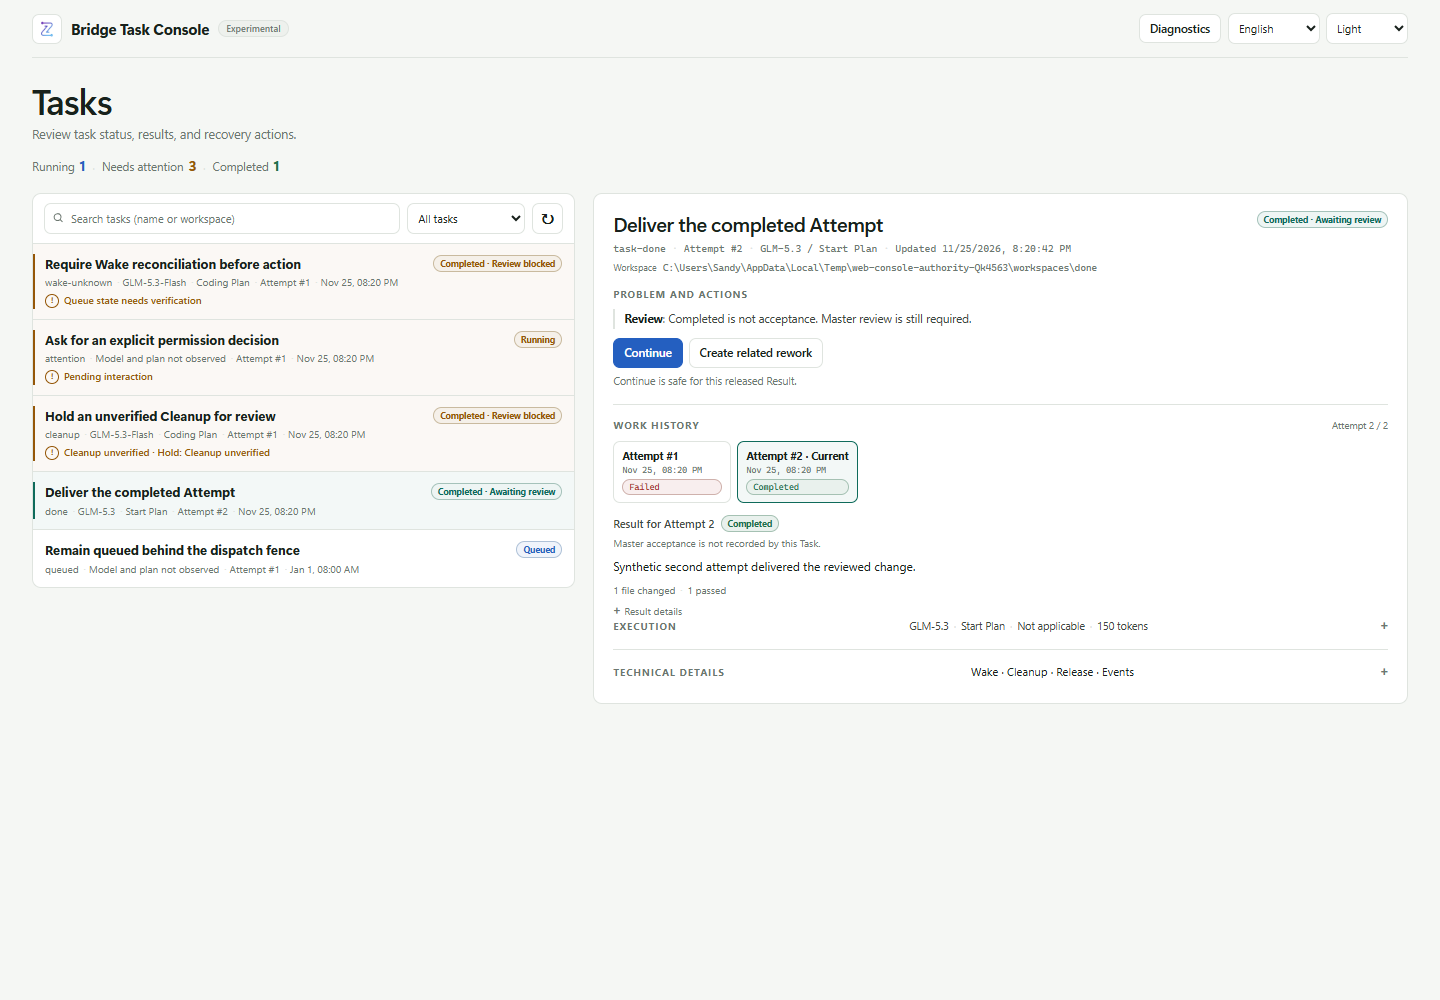 Bridge Task Console Experimental
Diagnostics English Light
Tasks
Review task status, results, and recovery actions.
Running 1 · Needs attention 3 · Completed 1
Search tasks (name or workspace) All tasks ↻
Require Wake reconciliation before action Completed · Review blocked
wake-unknown · GLM-5.3-Flash · Coding Plan · Attempt #1 · Nov 25, 08:20 PM
! Queue state needs verification
Ask for an explicit permission decision Running
attention · Model and plan not observed · Attempt #1 · Nov 25, 08:20 PM
! Pending interaction
Hold an unverified Cleanup for review Completed · Review blocked
cleanup · GLM-5.3-Flash · Coding Plan · Attempt #1 · Nov 25, 08:20 PM
! Cleanup unverified · Hold: Cleanup unverified
Deliver the completed Attempt Completed · Awaiting review
done · GLM-5.3 · Start Plan · Attempt #2 · Nov 25, 08:20 PM
Remain queued behind the dispatch fence Queued
queued · Model and plan not observed · Attempt #1 · Jan 1, 08:00 AM
Deliver the completed Attempt Completed · Awaiting review
task-done · Attempt #2 · GLM-5.3 / Start Plan · Updated 11/25/2026, 8:20:42 PM
Workspace C:\Users\Sandy\AppData\Local\Temp\web-console-authority-Qk4563\workspaces\done
PROBLEM AND ACTIONS
Review: Completed is not acceptance. Master review is still required.
Continue Create related rework
Continue is safe for this released Result.
WORK HISTORY Attempt 2 / 2
Attempt #1 Attempt #2 · Current
Nov 25, 08:20 PM Nov 25, 08:20 PM
Failed Completed
Result for Attempt 2 Completed
Master acceptance is not recorded by this Task.
Synthetic second attempt delivered the reviewed change.
1 file changed · 1 passed
+ Result details
EXECUTION GLM-5.3 · Start Plan · Not applicable · 150 tokens +
TECHNICAL DETAILS Wake · Cleanup · Release · Events +